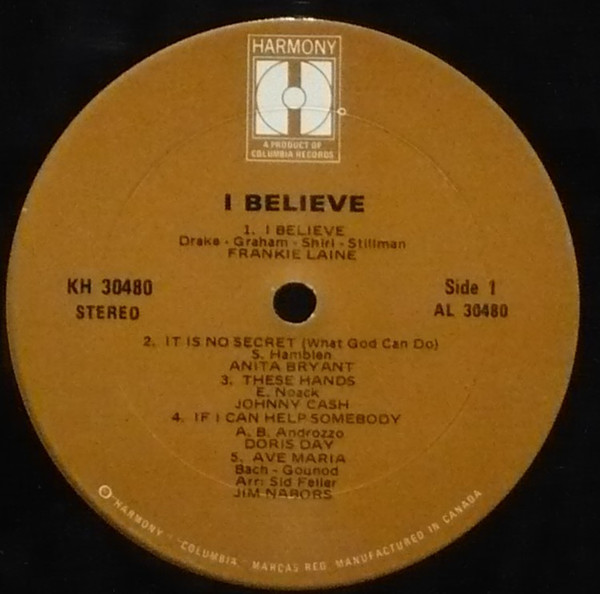 HARMONY
A PRODUCT OF
COLUMBIA RECORDS
I BELIEVE
1. I BELIEVE
Drake - Graham - Shirl - Stillman
FRANKIE LAINE
KH 30480
STEREO
Side 1
AL 30480
2. IT IS NO SECRET (What God Can Do)
S. Hamblen
ANITA BRYANT
3. THESE HANDS
E. Noack
JOHNNY CASH
4. IF I CAN HELP SOMEBODY
A. B. Androzzo
DORIS DAY
5. AVE MARIA
Bach - Gounod
Arr: Sid Feller
JIM NABORS
HARMONY "COLUMBIA" MARCAS REG. MANUFACTURED IN CANADA